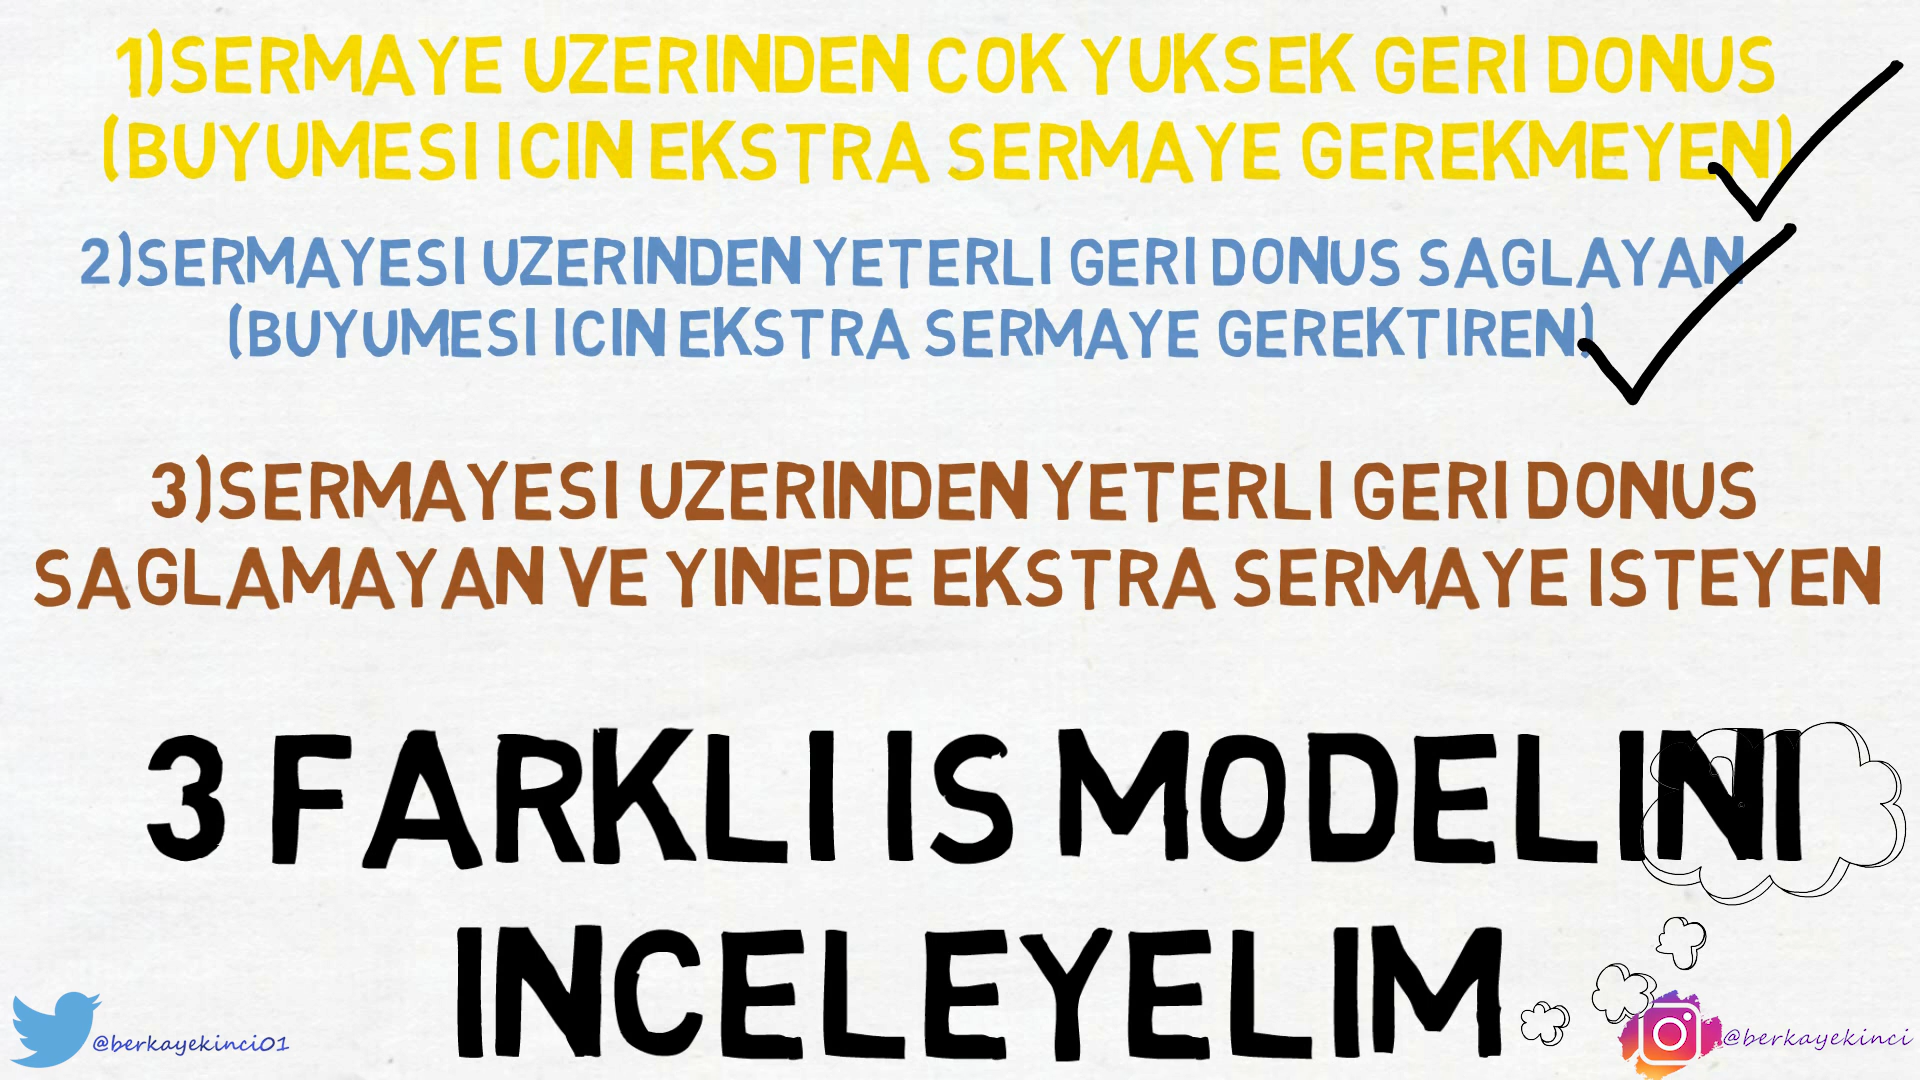 1)SERMAYE UZERINDEN COK YUKSEK GERI DONUS
(BUYUMESI ICIN EKSTRA SERMAYE GEREKMEYEN)
2)SERMAYESI UZERINDEN YETERLI GERI DONUS SAGLAYAN
(BUYUMESI ICIN EKSTRA SERMAYE GEREKTIREN)
3)SERMAYESI UZERINDEN YETERLI GERI DONUS
SAGLAMAYAN VE YINEDE EKSTRA SERMAYE ISTEYEN
3 FARKLI IS MODELINI
INCELEYELIM
@berkayekinci01
@berkayekinci